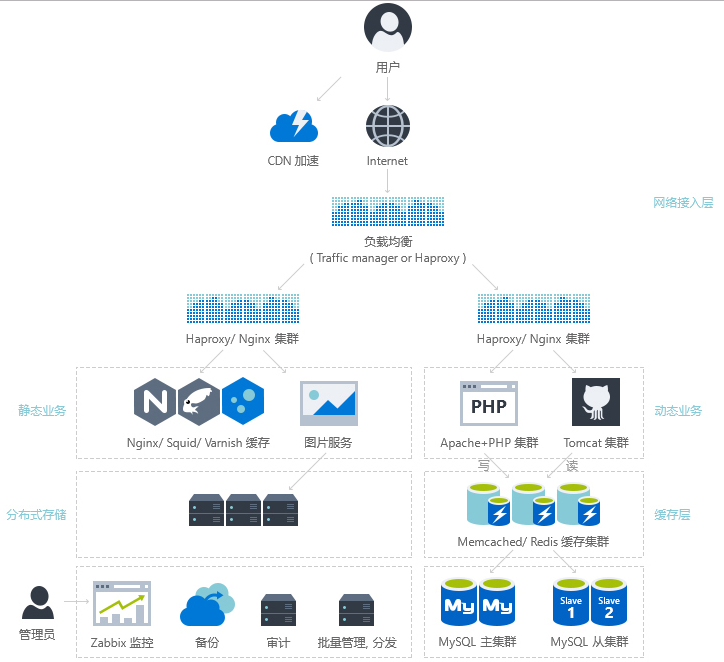 用户
CDN 加速
Internet
网络接入层
负载均衡
( Traffic manager or Haproxy )
Haproxy/ Nginx 集群
Haproxy/ Nginx 集群
静态业务
N
Nginx/ Squid/ Varnish 缓存
图片服务
PHP
Apache+PHP 集群
Tomcat 集群
动态业务
写
读
分布式存储
Memcached/ Redis 缓存集群
缓存层
管理员
Zabbix 监控
备份
审计
批量管理, 分发
My
My
MySQL 主集群
Slave
1
Slave
2
MySQL 从集群